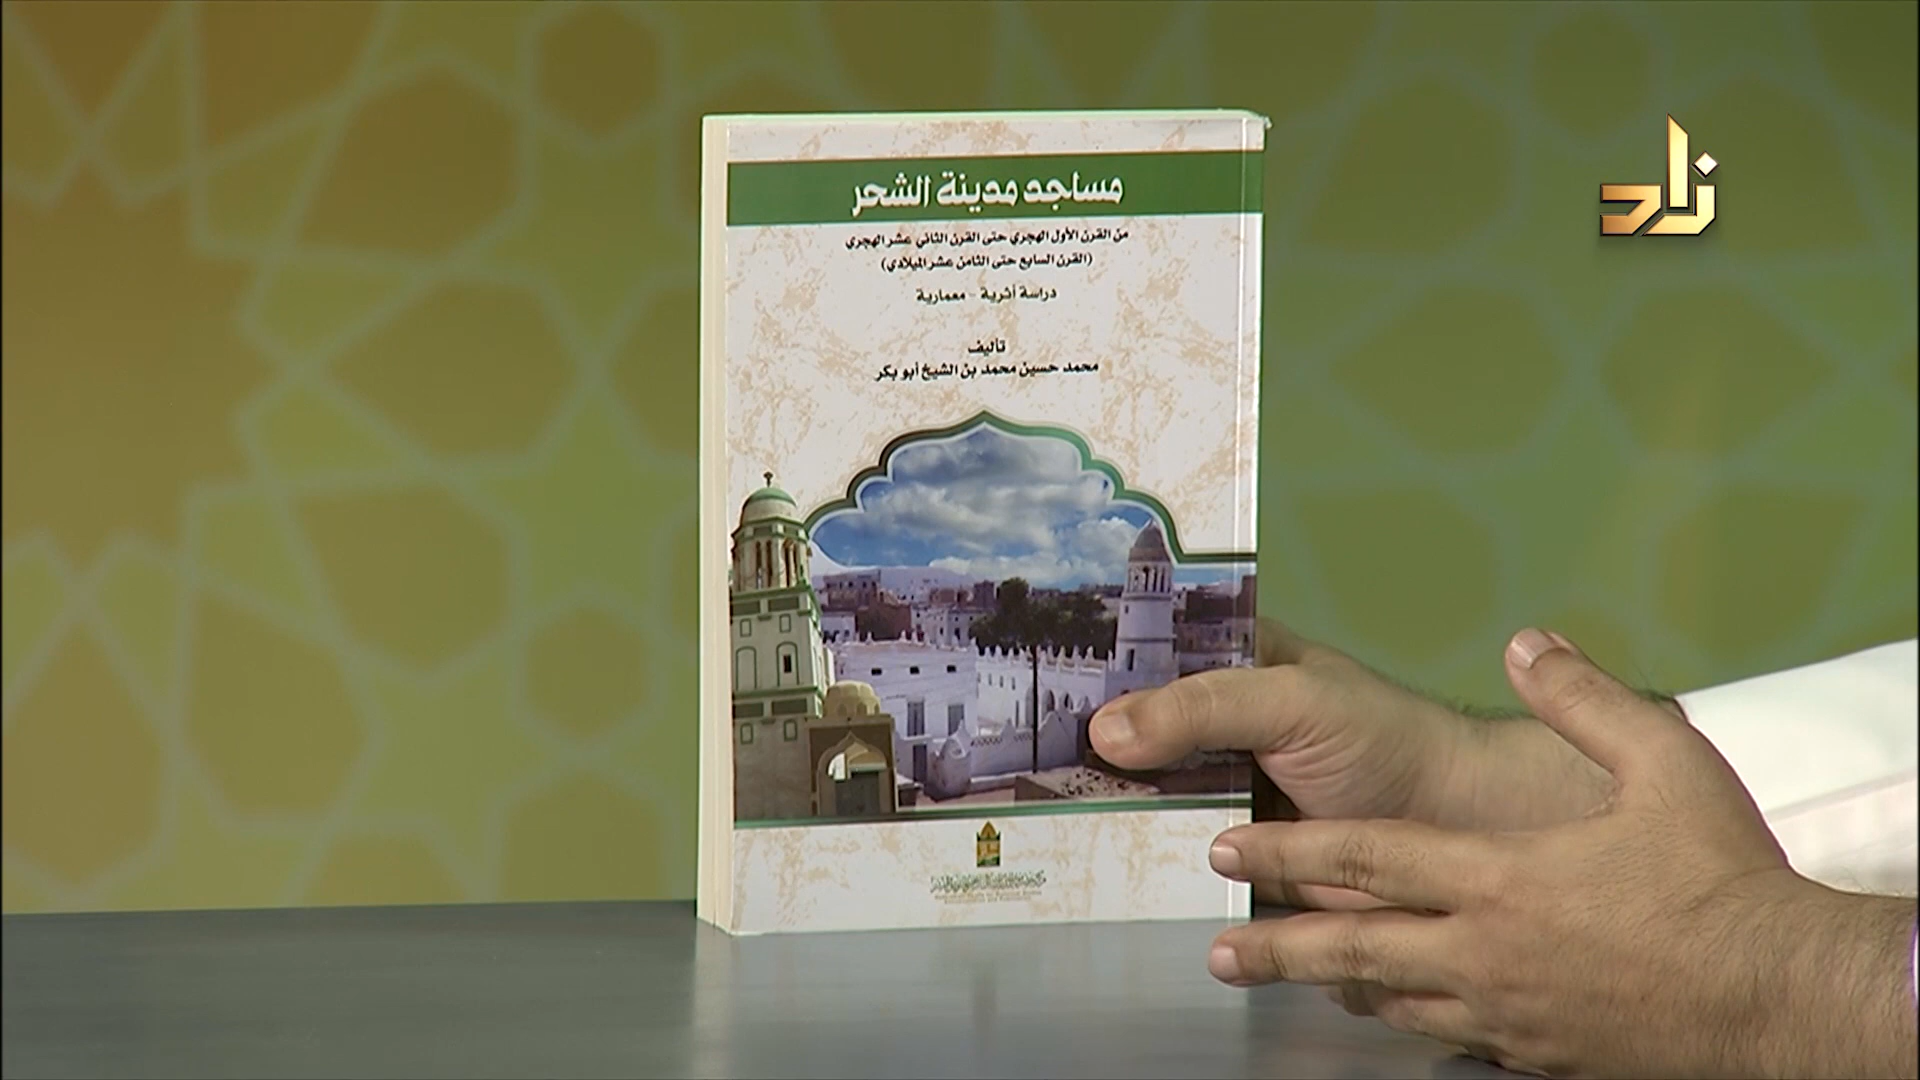 مساجد مدينة الشحر
من القرن الأول الهجري حتى القرن الثاني عشر الهجري
(القرن السابع حتى الثامن عشر الميلادي)
دراسة أثرية - معمارية
تأليف
محمد حسين محمد بن الشيخ أبو بكر
زاد